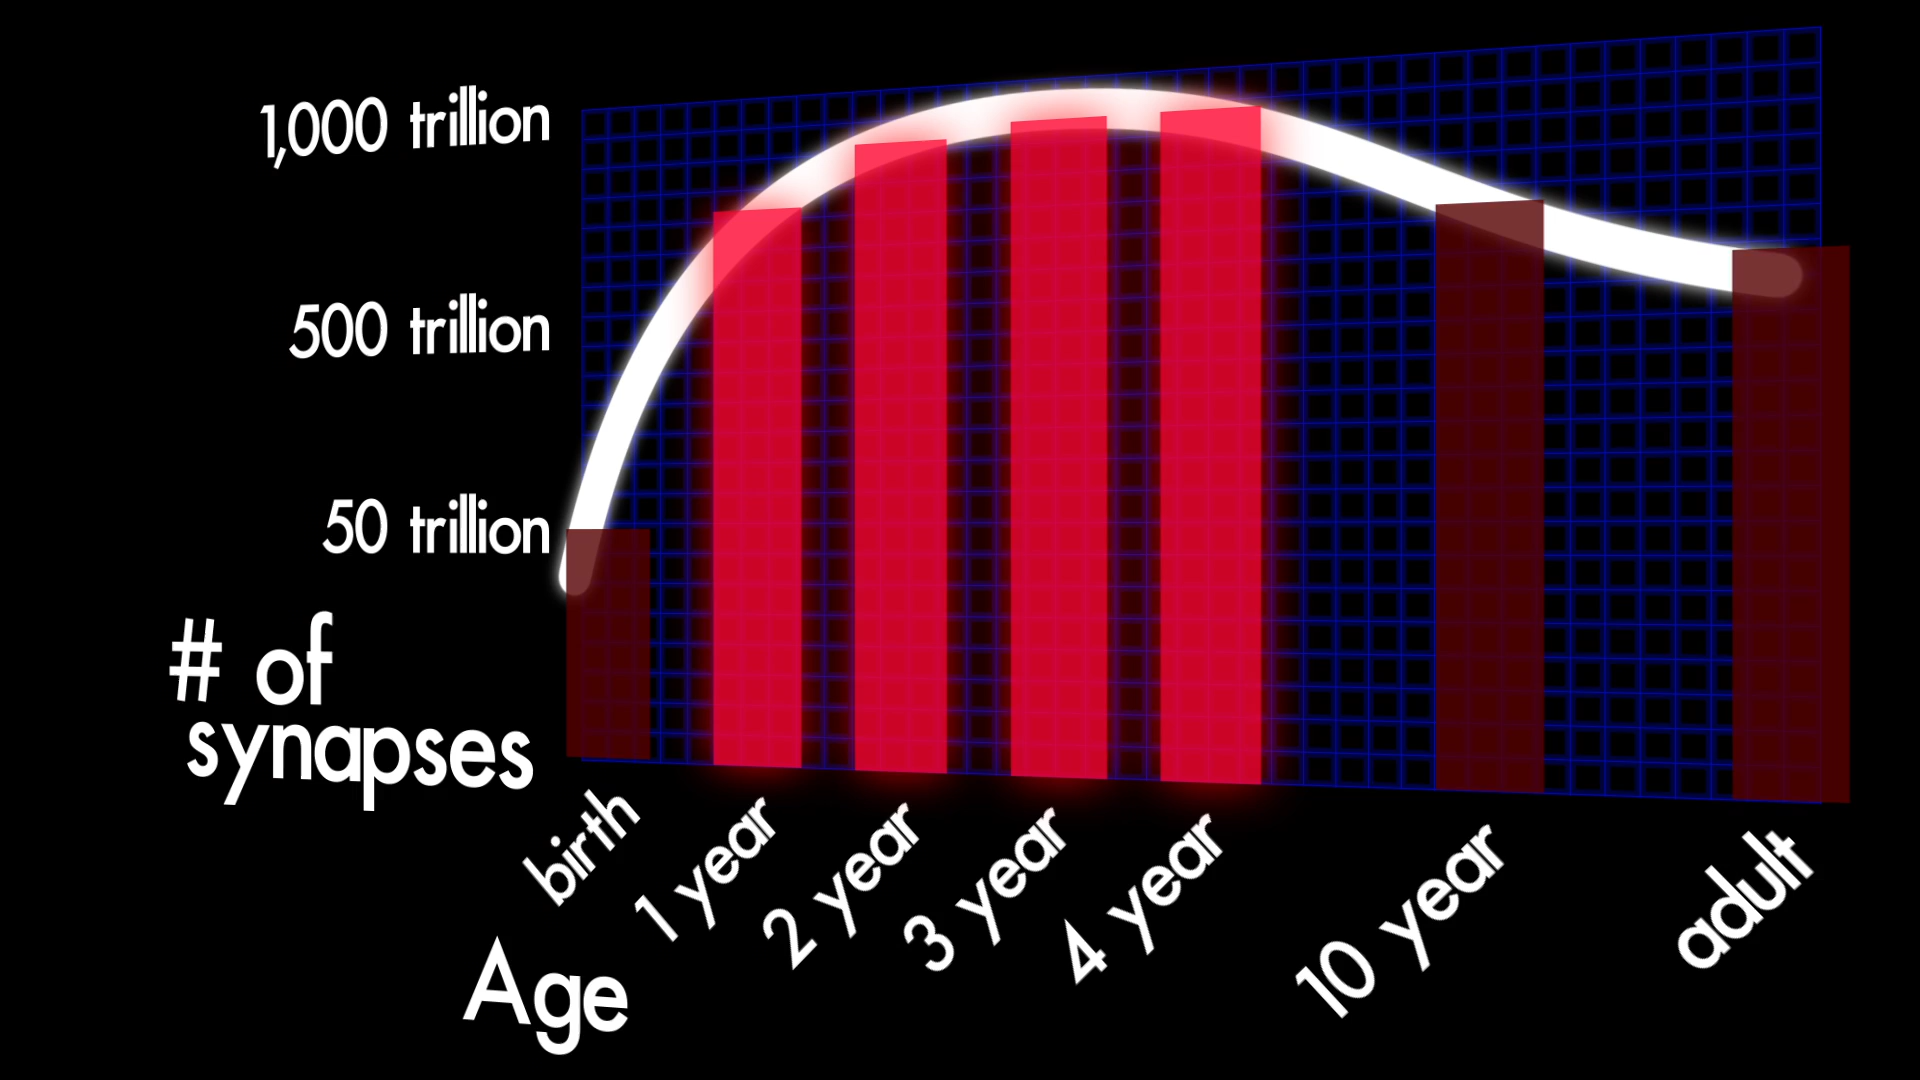 1,000 trillion
500 trillion
50 trillion
# of
synapses
birth
1 year
2 year
3 year
4 year
10 year
adult
Age